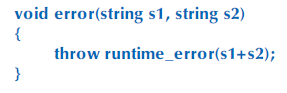 void error(string s1, string s2)
{
throw runtime_error(s1+s2);
}